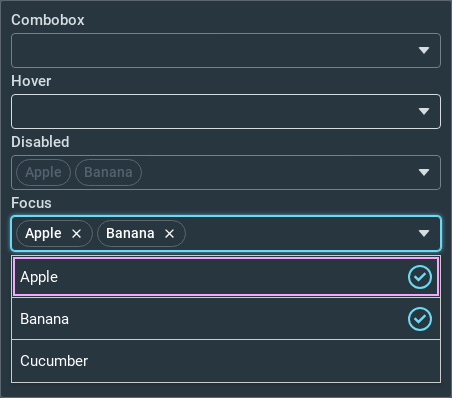 Combobox
Hover
Disabled
Apple Banana
Focus
Apple Banana
Apple
Banana
Cucumber